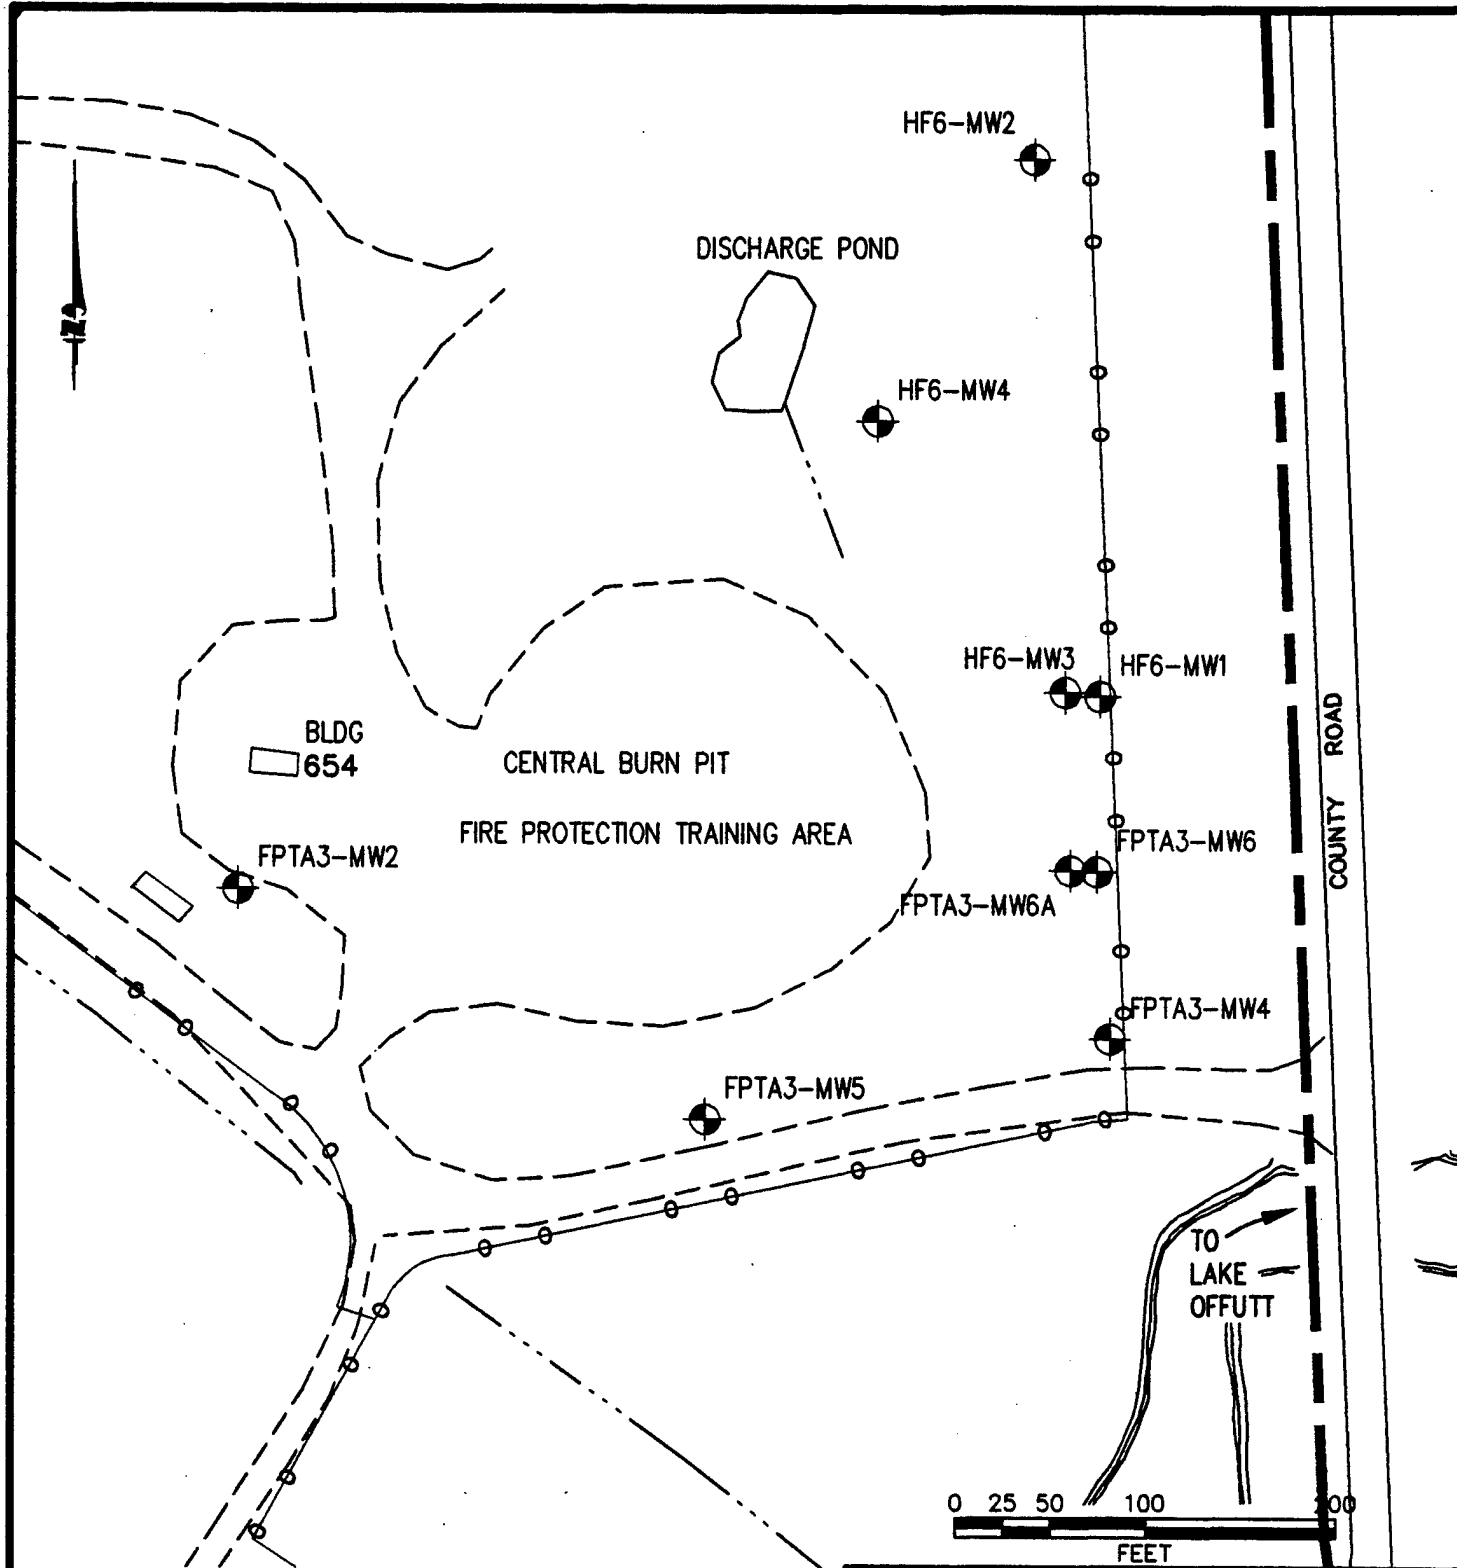 HF6-MW2
DISCHARGE POND
N
HF6-MW4
HF6-MW3
HF6-MW1
BLDG
654
CENTRAL BURN PIT
FIRE PROTECTION TRAINING AREA
COUNTY ROAD
FPTA3-MW2
FPTA3-MW6
FPTA3-MW6A
FPTA3-MW4
FPTA3-MW5
TO
LAKE
OFFUTT
0 25 50 100 200
FEET